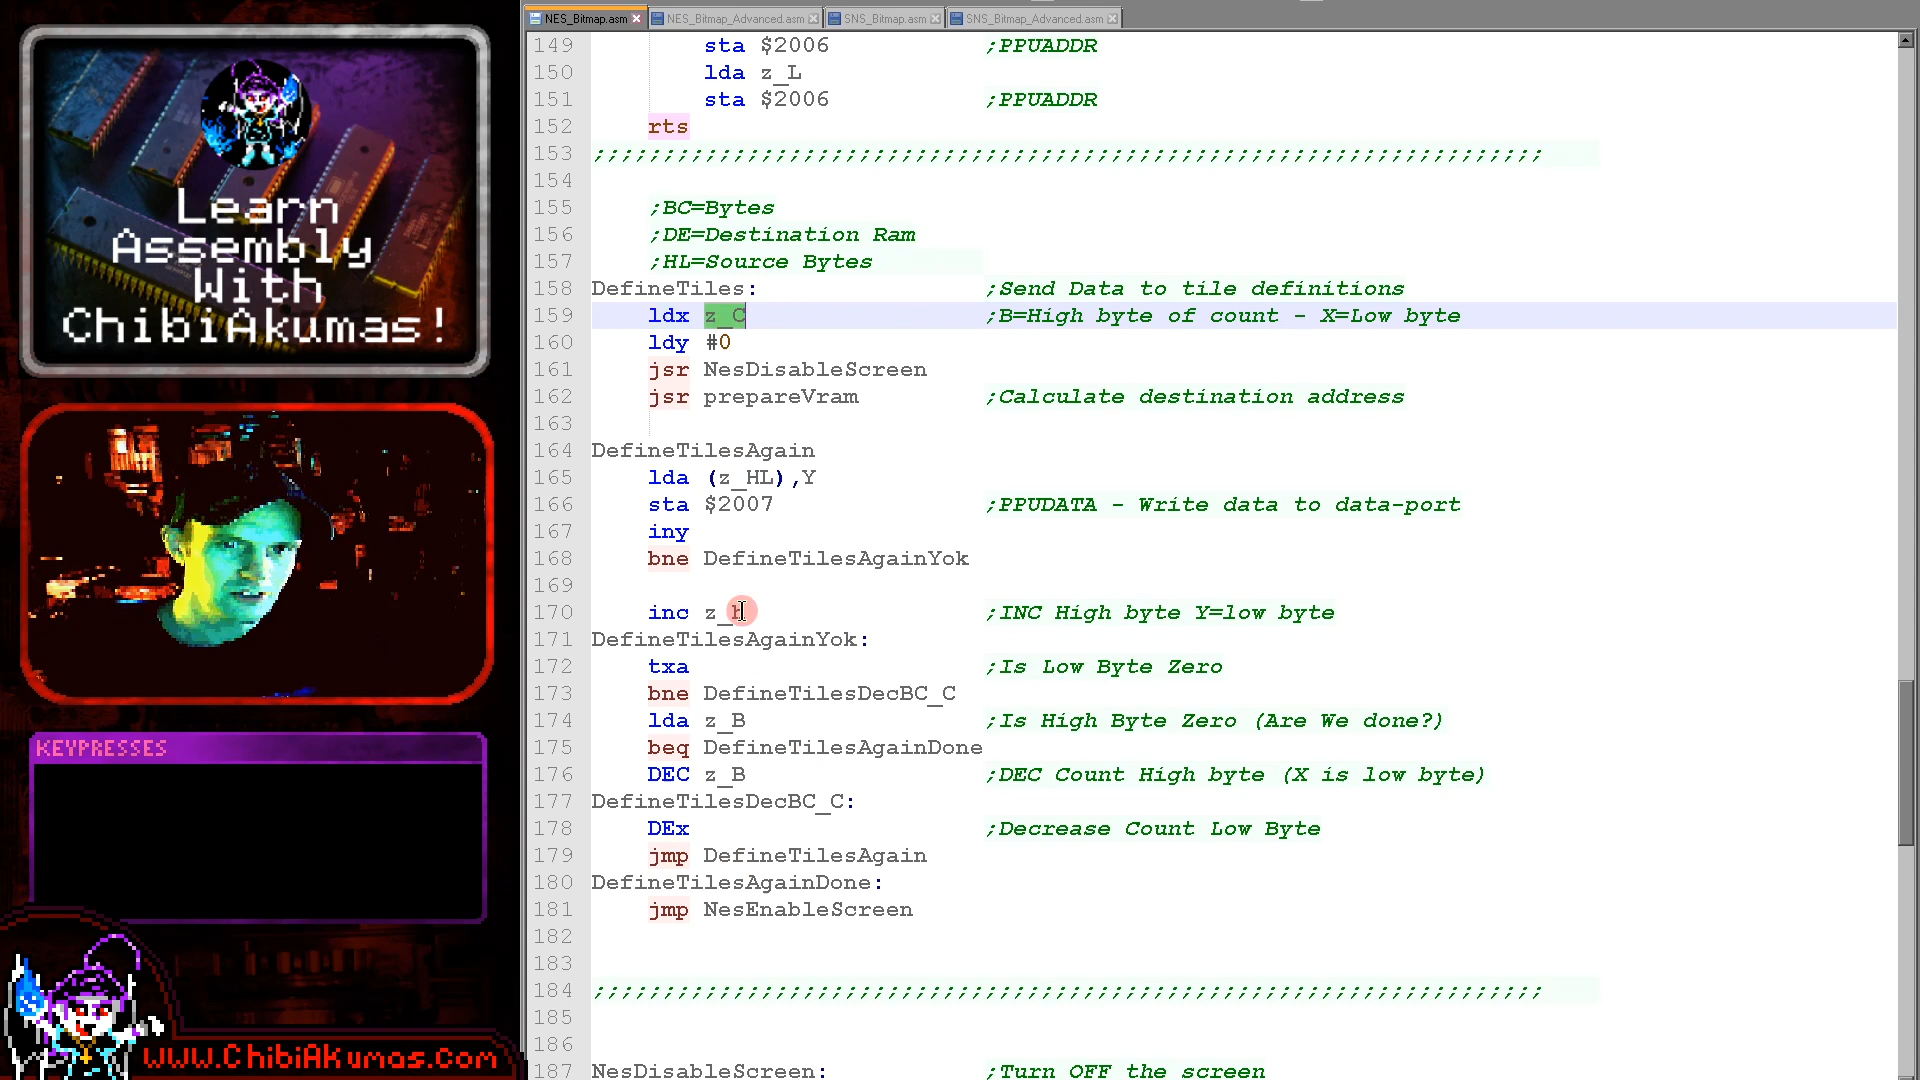 Learn
Assembly
With
ChibiAkumas!
KEYPRESSES
www.ChibiAkumas.com
NES_Bitmap.asm
NES_Bitmap_Advanced.asm
SNS_Bitmap.asm
SNS_Bitmap_Advanced.asm
149 sta $2006 ;PPUADDR
150 lda z_L
151 sta $2006 ;PPUADDR
152 rts
153 ;;;;;;;;;;;;;;;;;;;;;;;;;;;;;;;;;;;;;;;;;;;;;;;;;;;;;;;;;;;;;;;;;;;;
154
155 ;BC=Bytes
156 ;DE=Destination Ram
157 ;HL=Source Bytes
158 DefineTiles: ;Send Data to tile definitions
159 ldx z_C ;B=High byte of count - X=Low byte
160 ldy #0
161 jsr NesDisableScreen
162 jsr prepareVram ;Calculate destination address
163
164 DefineTilesAgain
165 lda (z_HL),Y
166 sta $2007 ;PPUDATA - Write data to data-port
167 iny
168 bne DefineTilesAgainYok
169
170 inc z_h ;INC High byte Y=low byte
171 DefineTilesAgainYok:
172 txa ;Is Low Byte Zero
173 bne DefineTilesDecBC_C
174 lda z_B ;Is High Byte Zero (Are We done?)
175 beq DefineTilesAgainDone
176 DEC z_B ;DEC Count High byte (X is low byte)
177 DefineTilesDecBC_C:
178 DEx ;Decrease Count Low Byte
179 jmp DefineTilesAgain
180 DefineTilesAgainDone:
181 jmp NesEnableScreen
182
183
184 ;;;;;;;;;;;;;;;;;;;;;;;;;;;;;;;;;;;;;;;;;;;;;;;;;;;;;;;;;;;;;;;;;;;;
185
186
187 NesDisableScreen: ;Turn OFF the screen